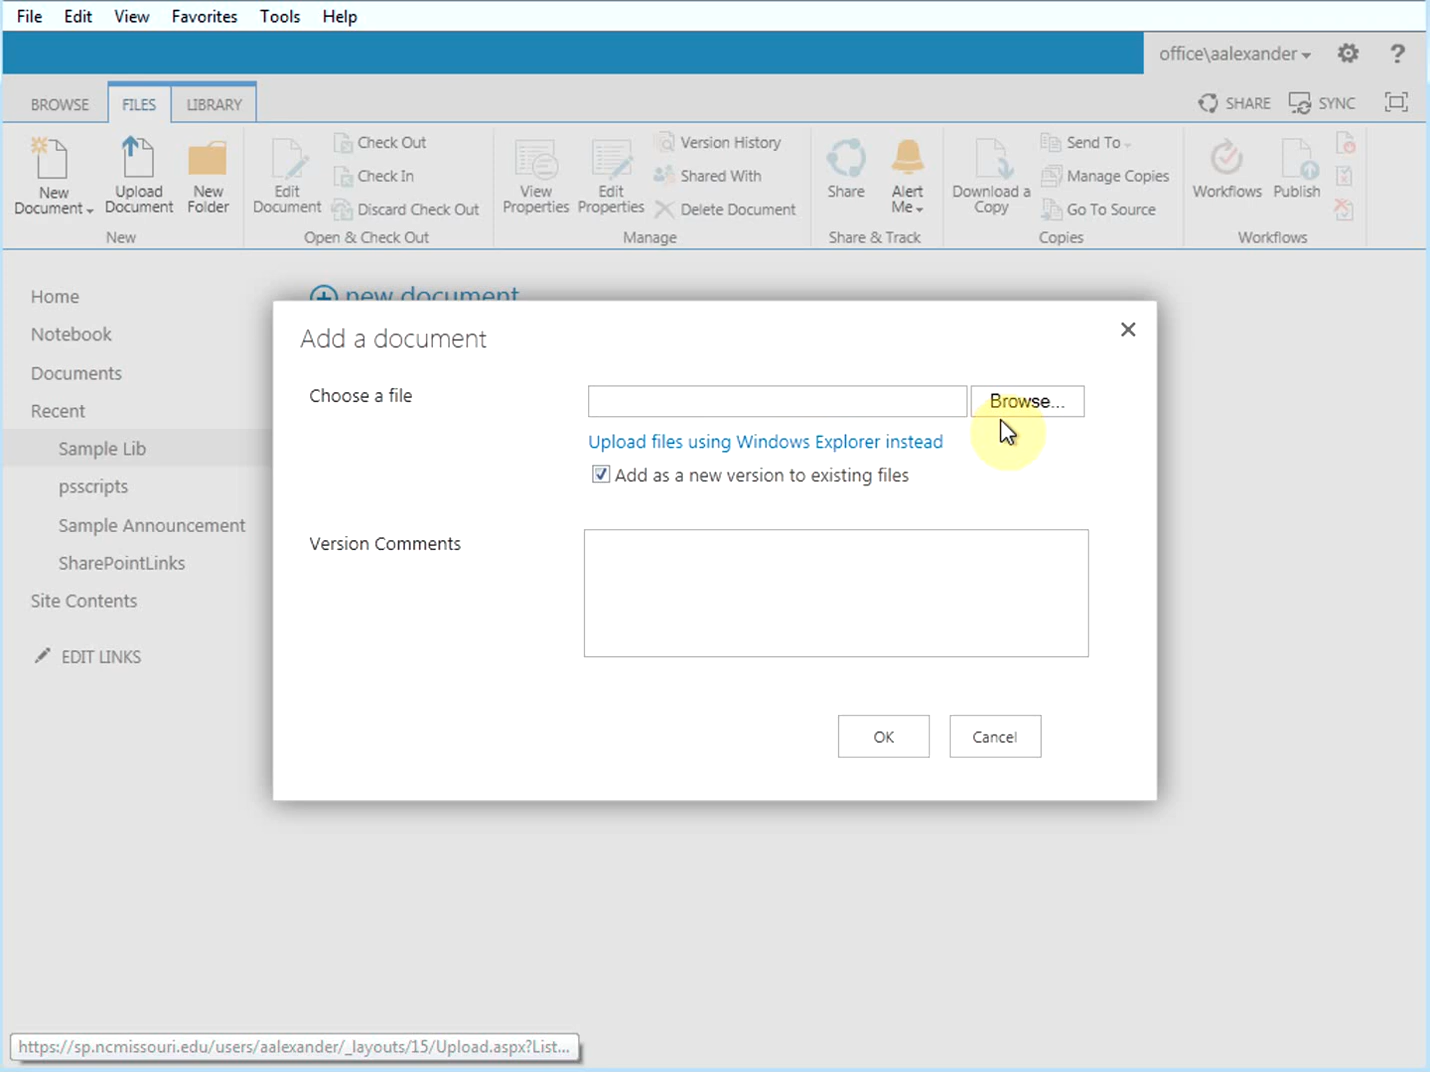 File Edit View Favorites Tools Help
office\aalexander
BROWSE FILES LIBRARY SHARE SYNC
New Document
Upload Document
New Folder
New
Edit Document
Check Out
Check In
Discard Check Out
Open & Check Out
View Properties
Edit Properties
Version History
Shared With
Delete Document
Manage
Share
Alert Me
Share & Track
Download a Copy
Send To
Manage Copies
Go To Source
Copies
Workflows
Publish
Workflows
Home
Notebook
Documents
Recent
Sample Lib
psscripts
Sample Announcement
SharePointLinks
Site Contents
EDIT LINKS
new document
Add a document
Choose a file
Browse...
Upload files using Windows Explorer instead
Add as a new version to existing files
Version Comments
OK
Cancel
https://sp.ncmissouri.edu/users/aalexander/_layouts/15/Upload.aspx?List...